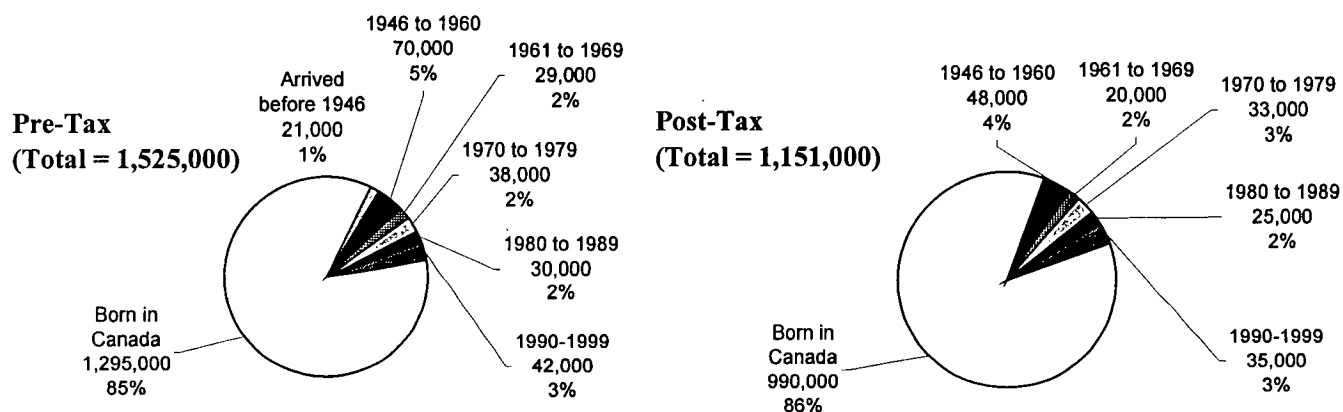 Pre-Tax
(Total = 1,525,000)
Arrived
before 1946
21,000
1%
1946 to 1960
70,000
5%
1961 to 1969
29,000
2%
1970 to 1979
38,000
2%
1980 to 1989
30,000
2%
1990-1999
42,000
3%
Born in
Canada
1,295,000
85%
Post-Tax
(Total = 1,151,000)
1946 to 1960
48,000
4%
1961 to 1969
20,000
2%
1970 to 1979
33,000
3%
1980 to 1989
25,000
2%
1990-1999
35,000
3%
Born in
Canada
990,000
86%